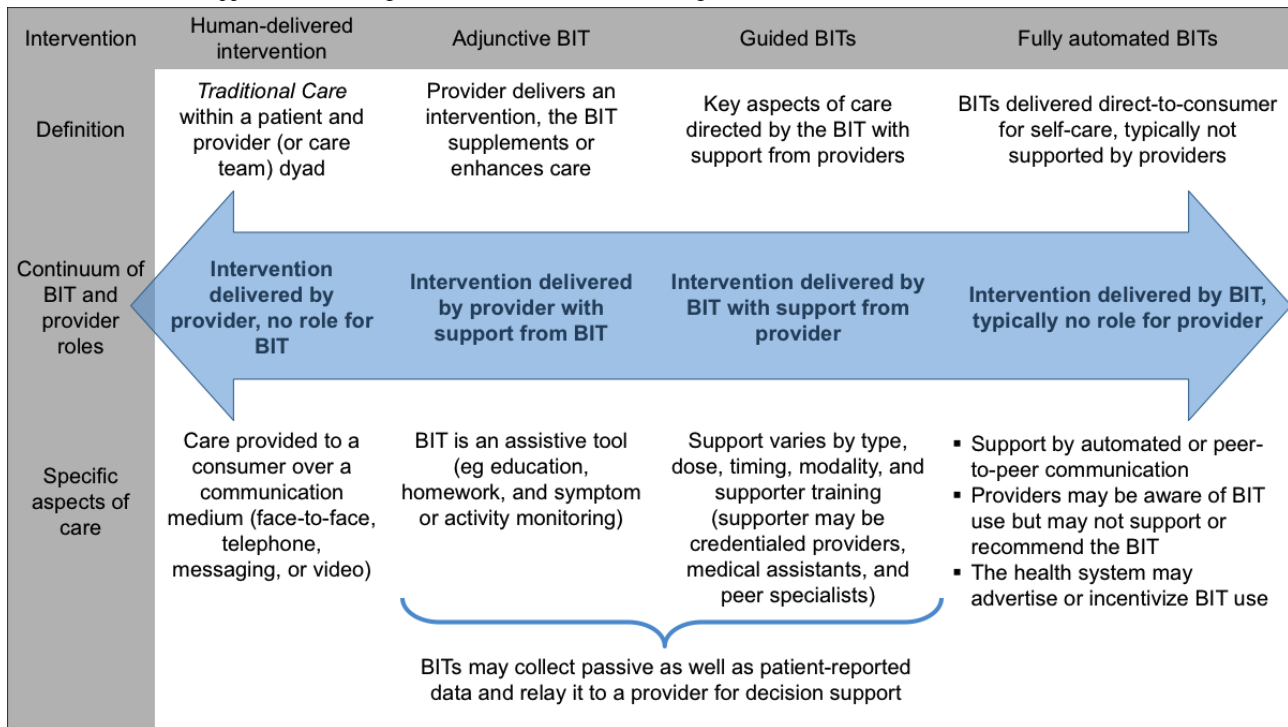 Intervention
Human-delivered
intervention
Adjunctive BIT
Guided BITs
Fully automated BITs
Definition
Traditional Care
within a patient and
provider (or care
team) dyad
Provider delivers an
intervention, the BIT
supplements or
enhances care
Key aspects of care
directed by the BIT with
support from providers
BITs delivered direct-to-consumer
for self-care, typically not
supported by providers
Continuum of
BIT and
provider
roles
Intervention
delivered by
provider, no role for
BIT
Intervention delivered
by provider with
support from BIT
Intervention delivered by
BIT with support from
provider
Intervention delivered by BIT,
typically no role for provider
Specific
aspects of
care
Care provided to a
consumer over a
communication
medium (face-to-face,
telephone,
messaging, or video)
BIT is an assistive tool
(eg education,
homework, and symptom
or activity monitoring)
Support varies by type,
dose, timing, modality, and
supporter training
(supporter may be
credentialed providers,
medical assistants, and
peer specialists)
▪ Support by automated or peer-
to-peer communication
▪ Providers may be aware of BIT
use but may not support or
recommend the BIT
▪ The health system may
advertise or incentivize BIT use
BITs may collect passive as well as patient-reported
data and relay it to a provider for decision support